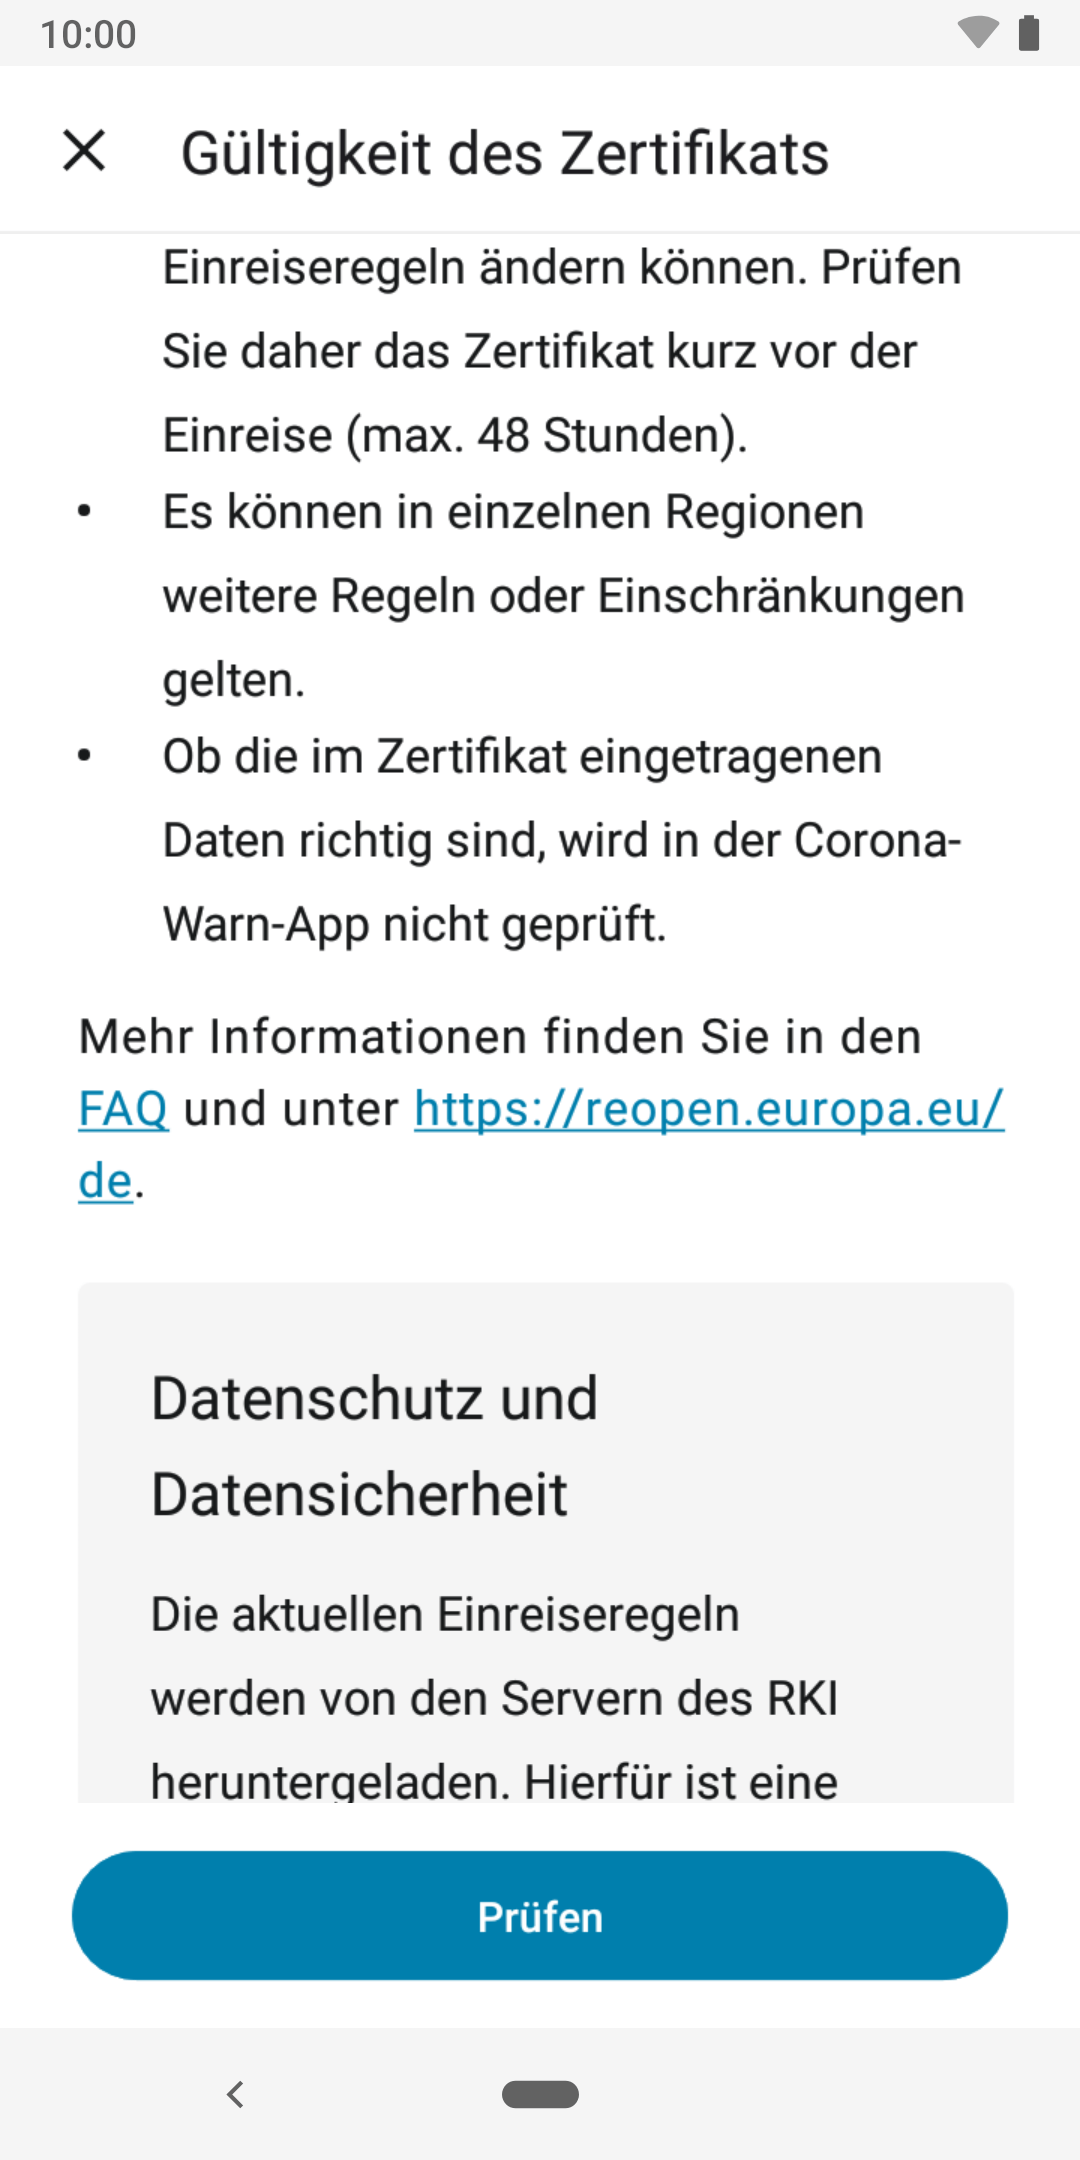 10:00
Gültigkeit des Zertifikats
Einreiseregeln ändern können. Prüfen
Sie daher das Zertifikat kurz vor der
Einreise (max. 48 Stunden).
• Es können in einzelnen Regionen
weitere Regeln oder Einschränkungen
gelten.
• Ob die im Zertifikat eingetragenen
Daten richtig sind, wird in der Corona-
Warn-App nicht geprüft.
Mehr Informationen finden Sie in den
FAQ und unter https://reopen.europa.eu/
de.
Datenschutz und
Datensicherheit
Die aktuellen Einreiseregeln
werden von den Servern des RKI
heruntergeladen. Hierfür ist eine
Prüfen